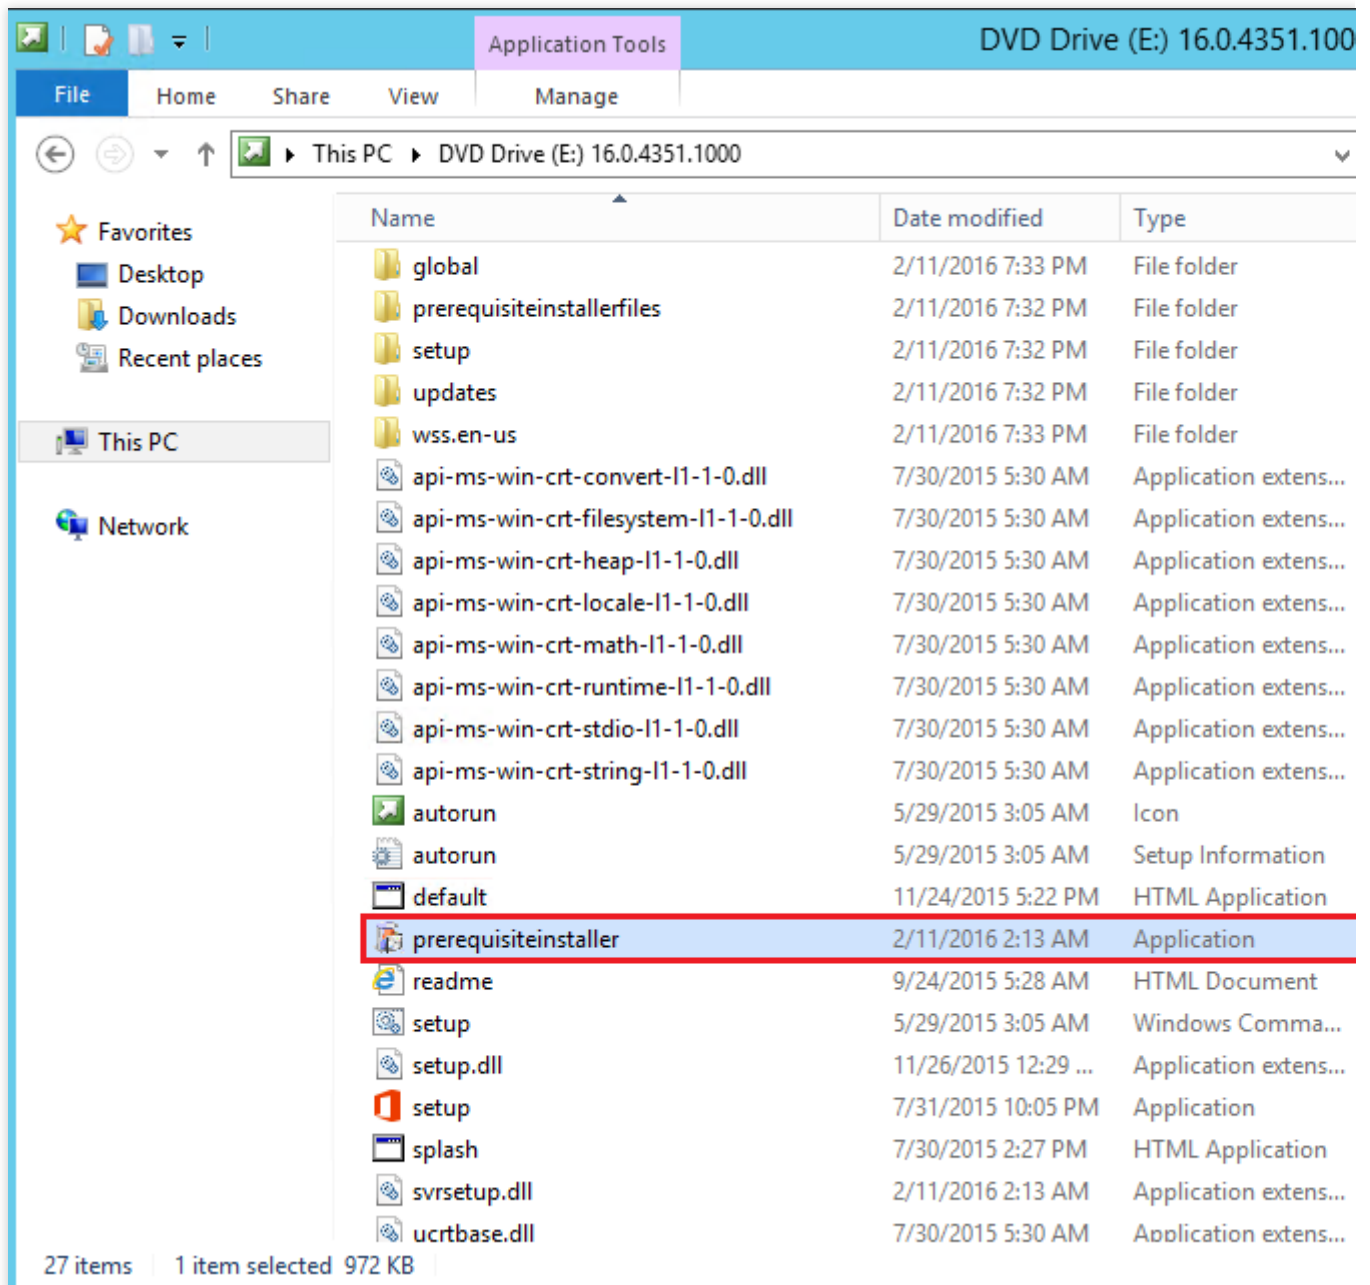 Application Tools
DVD Drive (E:) 16.0.4351.100
File Home Share View Manage
This PC DVD Drive (E:) 16.0.4351.1000
Favorites
Desktop
Downloads
Recent places
This PC
Network
Name Date modified Type
global 2/11/2016 7:33 PM File folder
prerequisiteinstallerfiles 2/11/2016 7:32 PM File folder
setup 2/11/2016 7:32 PM File folder
updates 2/11/2016 7:32 PM File folder
wss.en-us 2/11/2016 7:33 PM File folder
api-ms-win-crt-convert-l1-1-0.dll 7/30/2015 5:30 AM Application extens...
api-ms-win-crt-filesystem-l1-1-0.dll 7/30/2015 5:30 AM Application extens...
api-ms-win-crt-heap-l1-1-0.dll 7/30/2015 5:30 AM Application extens...
api-ms-win-crt-locale-l1-1-0.dll 7/30/2015 5:30 AM Application extens...
api-ms-win-crt-math-l1-1-0.dll 7/30/2015 5:30 AM Application extens...
api-ms-win-crt-runtime-l1-1-0.dll 7/30/2015 5:30 AM Application extens...
api-ms-win-crt-stdio-l1-1-0.dll 7/30/2015 5:30 AM Application extens...
api-ms-win-crt-string-l1-1-0.dll 7/30/2015 5:30 AM Application extens...
autorun 5/29/2015 3:05 AM Icon
autorun 5/29/2015 3:05 AM Setup Information
default 11/24/2015 5:22 PM HTML Application
prerequisiteinstaller 2/11/2016 2:13 AM Application
readme 9/24/2015 5:28 AM HTML Document
setup 5/29/2015 3:05 AM Windows Comma...
setup.dll 11/26/2015 12:29 ... Application extens...
setup 7/31/2015 10:05 PM Application
splash 7/30/2015 2:27 PM HTML Application
svrsetup.dll 2/11/2016 2:13 AM Application extens...
ucrtbase.dll 7/30/2015 5:30 AM Application extens...
27 items 1 item selected 972 KB